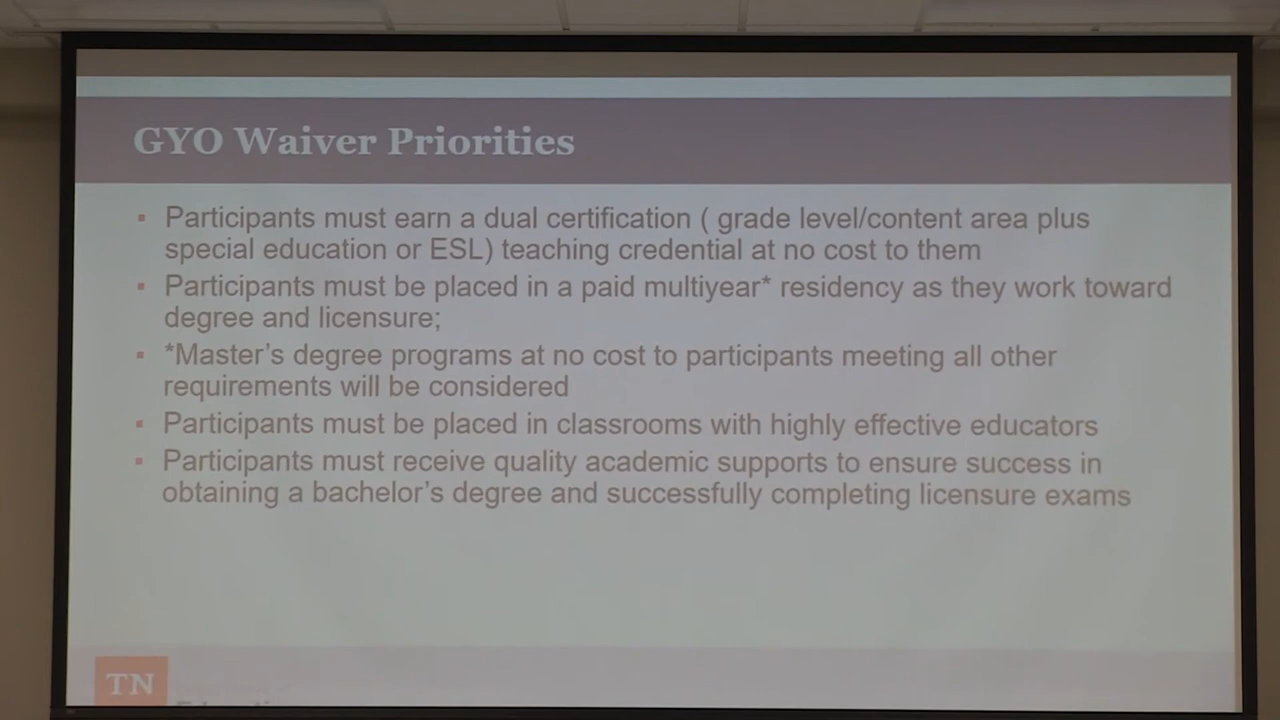 GYO Waiver Priorities
▪ Participants must earn a dual certification ( grade level/content area plus
special education or ESL) teaching credential at no cost to them
▪ Participants must be placed in a paid multiyear* residency as they work toward
degree and licensure;
▪ *Master's degree programs at no cost to participants meeting all other
requirements will be considered
▪ Participants must be placed in classrooms with highly effective educators
▪ Participants must receive quality academic supports to ensure success in
obtaining a bachelor's degree and successfully completing licensure exams
TN